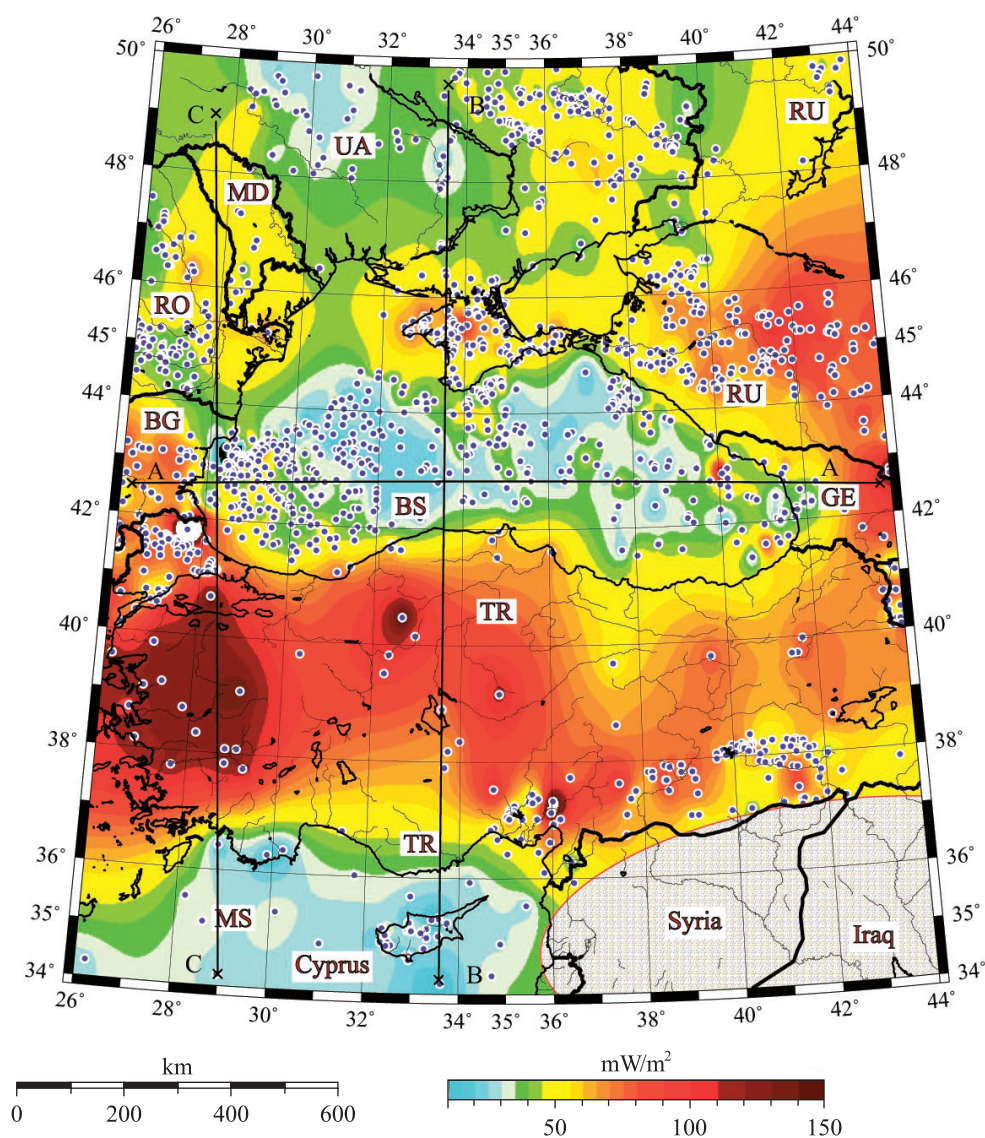 26° 28° 30° 32° 33° 34° 35° 36° 38° 40° 42° 44°
50° 50°
C B RU
UA
48° 48°
MD
46° 46°
RO
45° 45°
44° RU 44°
BG
A A
42° BS GE 42°
TR
40° 40°
38° 38°
TR
36° 36°
MS Syria
35° 35°
Iraq
C Cyprus B
34° 34°
26° 28° 30° 32° 34° 35° 36° 38° 40° 42° 44°
km mW/m²
0 200 400 600 50 100 150